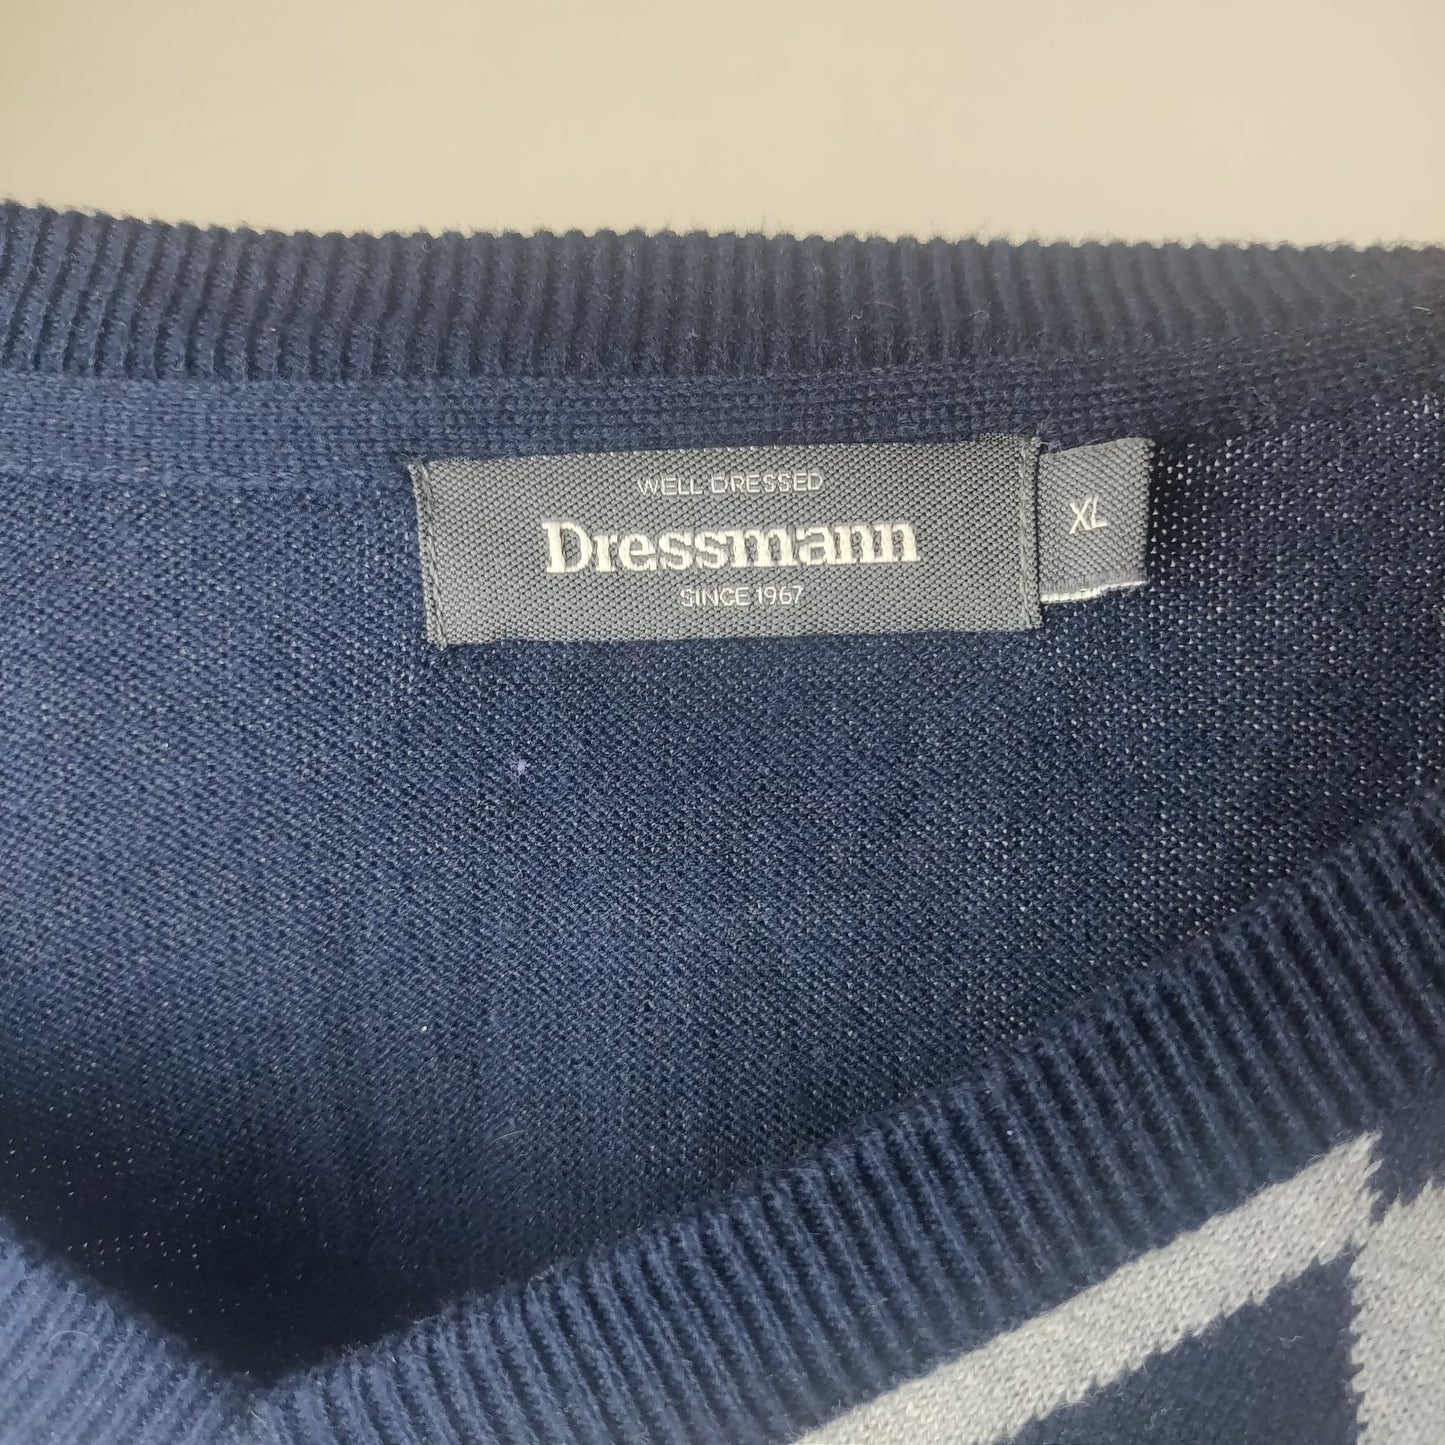 WELL DRESSED
Dressmann
SINCE 1967
XL